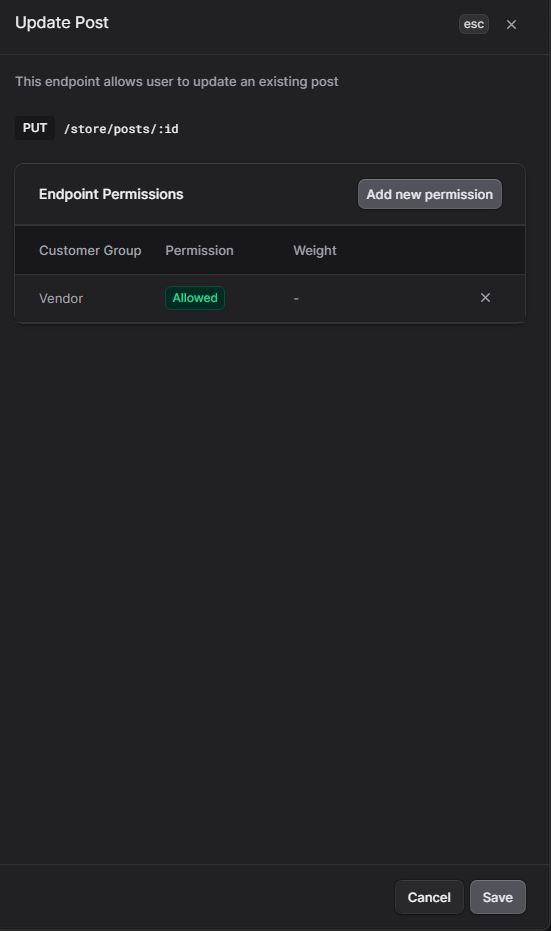 Update Post
esc
This endpoint allows user to update an existing post
PUT /store/posts/:id
Endpoint Permissions
Add new permission
Customer Group Permission Weight
Vendor Allowed -
Cancel Save